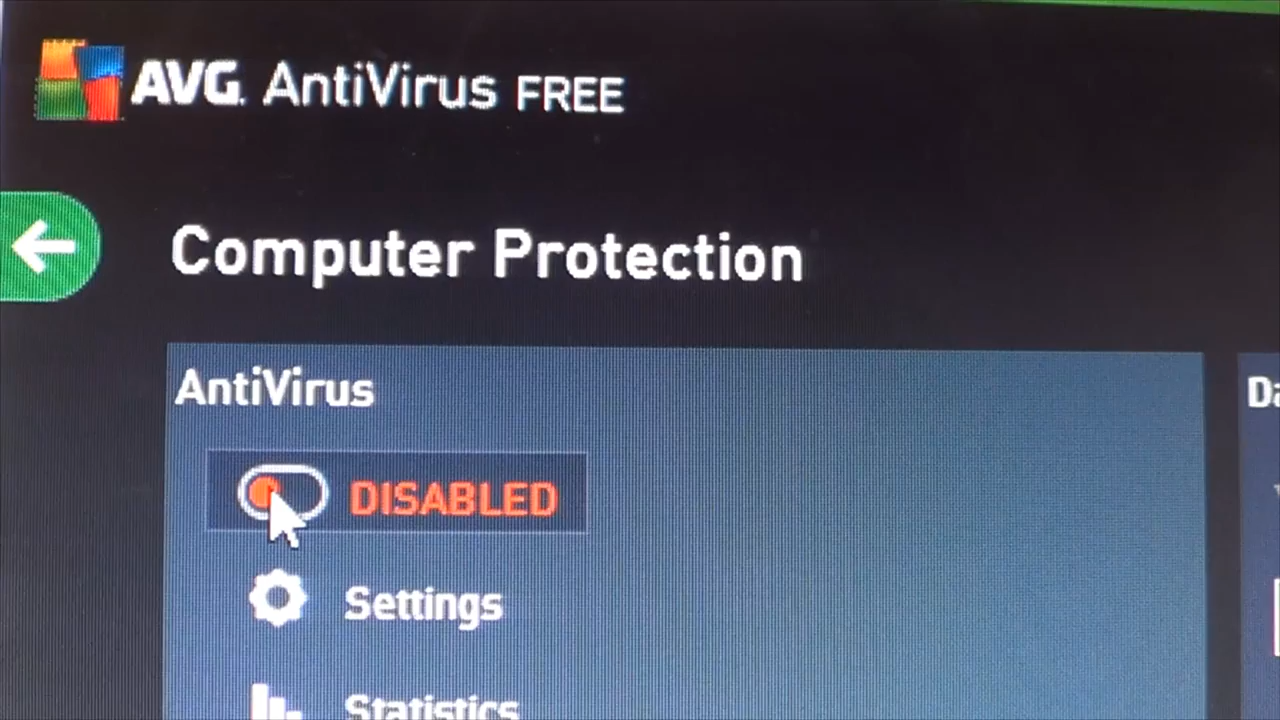 AVG. AntiVirus FREE
Computer Protection
AntiVirus
DISABLED
Settings
Statistics